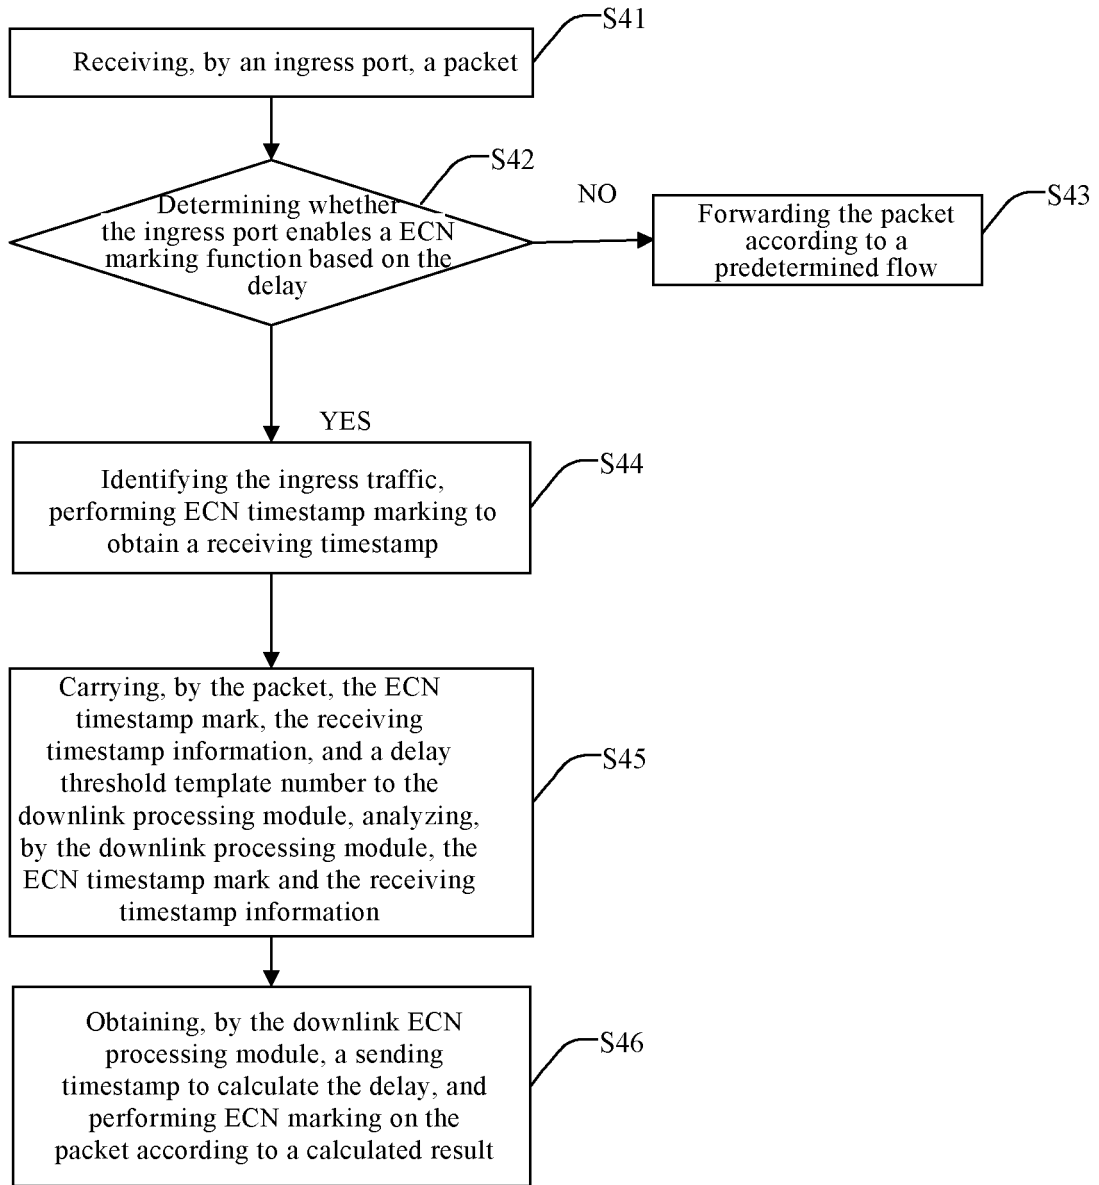 S41
Receiving, by an ingress port, a packet
S42
Determining whether
the ingress port enables a ECN
marking function based on the
delay
NO
S43
Forwarding the packet
according to a
predetermined flow
YES
S44
Identifying the ingress traffic,
performing ECN timestamp marking to
obtain a receiving timestamp
S45
Carrying, by the packet, the ECN
timestamp mark, the receiving
timestamp information, and a delay
threshold template number to the
downlink processing module, analyzing,
by the downlink processing module, the
ECN timestamp mark and the receiving
timestamp information
S46
Obtaining, by the downlink ECN
processing module, a sending
timestamp to calculate the delay, and
performing ECN marking on the
packet according to a calculated result